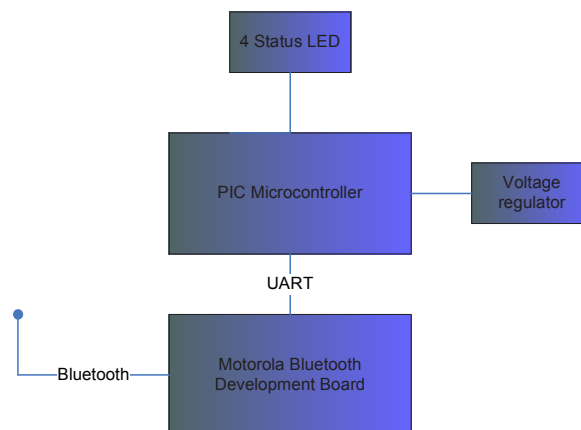 4 Status LED
PIC Microcontroller
Voltage
regulator
UART
Bluetooth
Motorola Bluetooth
Development Board